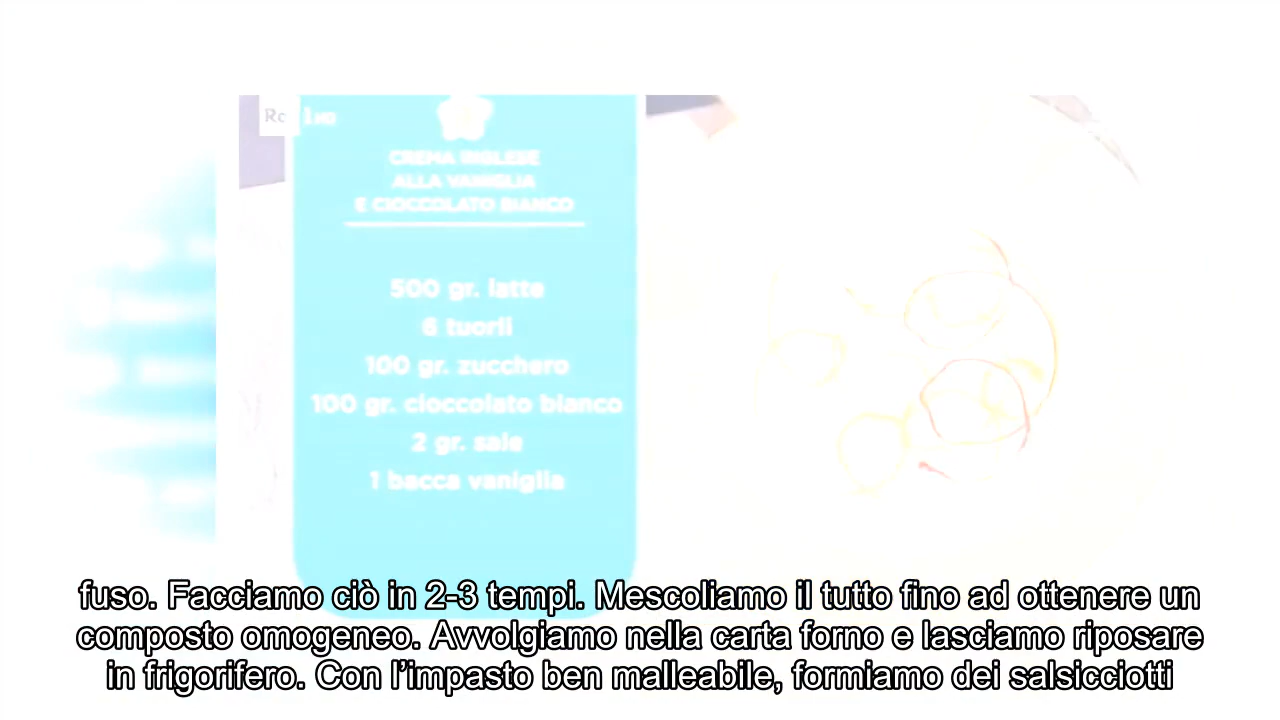 CREMA INGLESE
ALLA VANIGLIA
E CIOCCOLATO BIANCO
500 gr. latte
6 tuorli
100 gr. zucchero
100 gr. cioccolato bianco
2 gr. sale
1 bacca vaniglia
fuso. Facciamo ciò in 2-3 tempi. Mescoliamo il tutto fino ad ottenere un
composto omogeneo. Avvolgiamo nella carta forno e lasciamo riposare
in frigorifero. Con l’impasto ben malleabile, formiamo dei salsicciotti